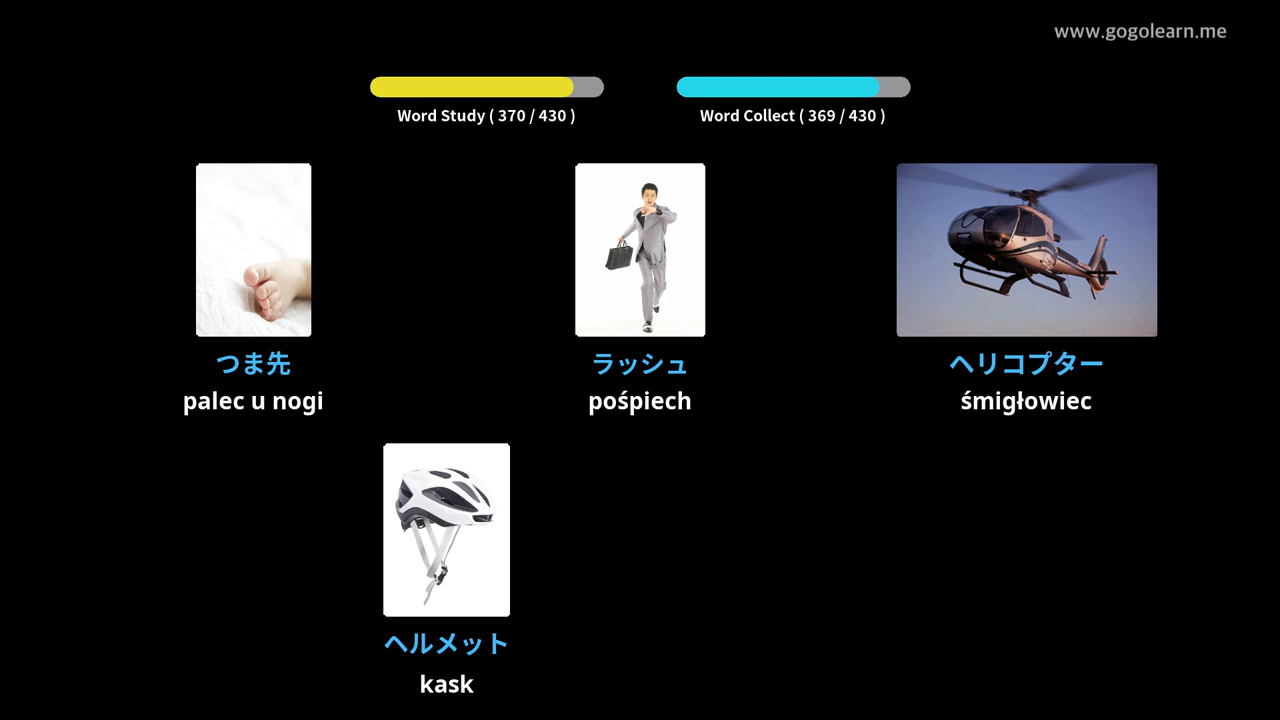 www.gogolearn.me
Word Study ( 370 / 430 )
Word Collect ( 369 / 430 )
つま先
palec u nogi
ラッシュ
pośpiech
ヘリコプター
śmigłowiec
ヘルメット
kask